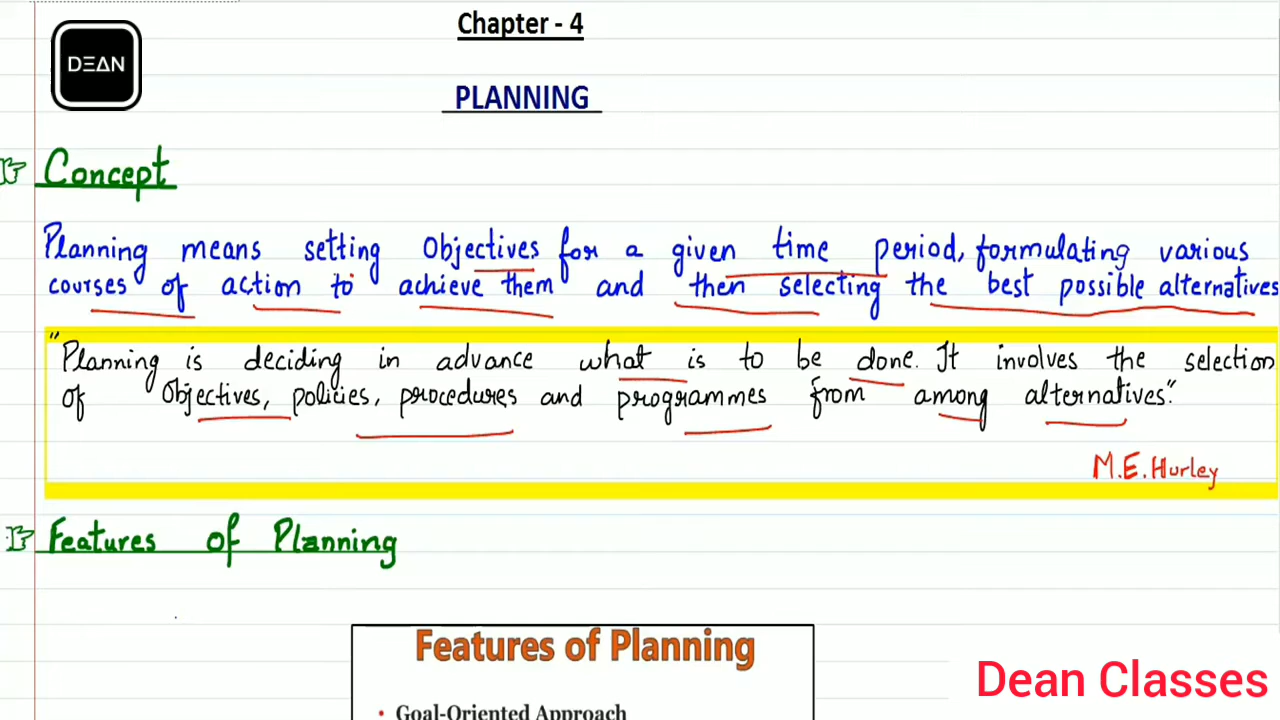 Chapter - 4
DΞΔN
PLANNING
Concept
Planning means setting Objectives for a given time period, formulating various
courses of action to achieve them and then selecting the best possible alternatives
"Planning is deciding in advance what is to be done. It involves the selection
of Objectives, policies, procedures and programmes from among alternatives."
M.E. Hurley
Features of Planning
Features of Planning
• Goal-Oriented Approach
Dean Classes